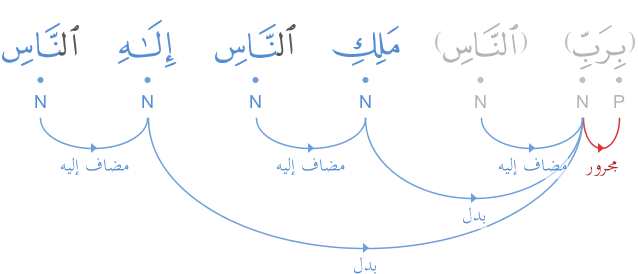 (بِرَبِّ) (ٱلنَّاسِ) مَلِكِ ٱلنَّاسِ إِلَـٰهِ ٱلنَّاسِ
P N N N N N N
مجرور مضاف إليه مضاف إليه مضاف إليه
بدل
بدل